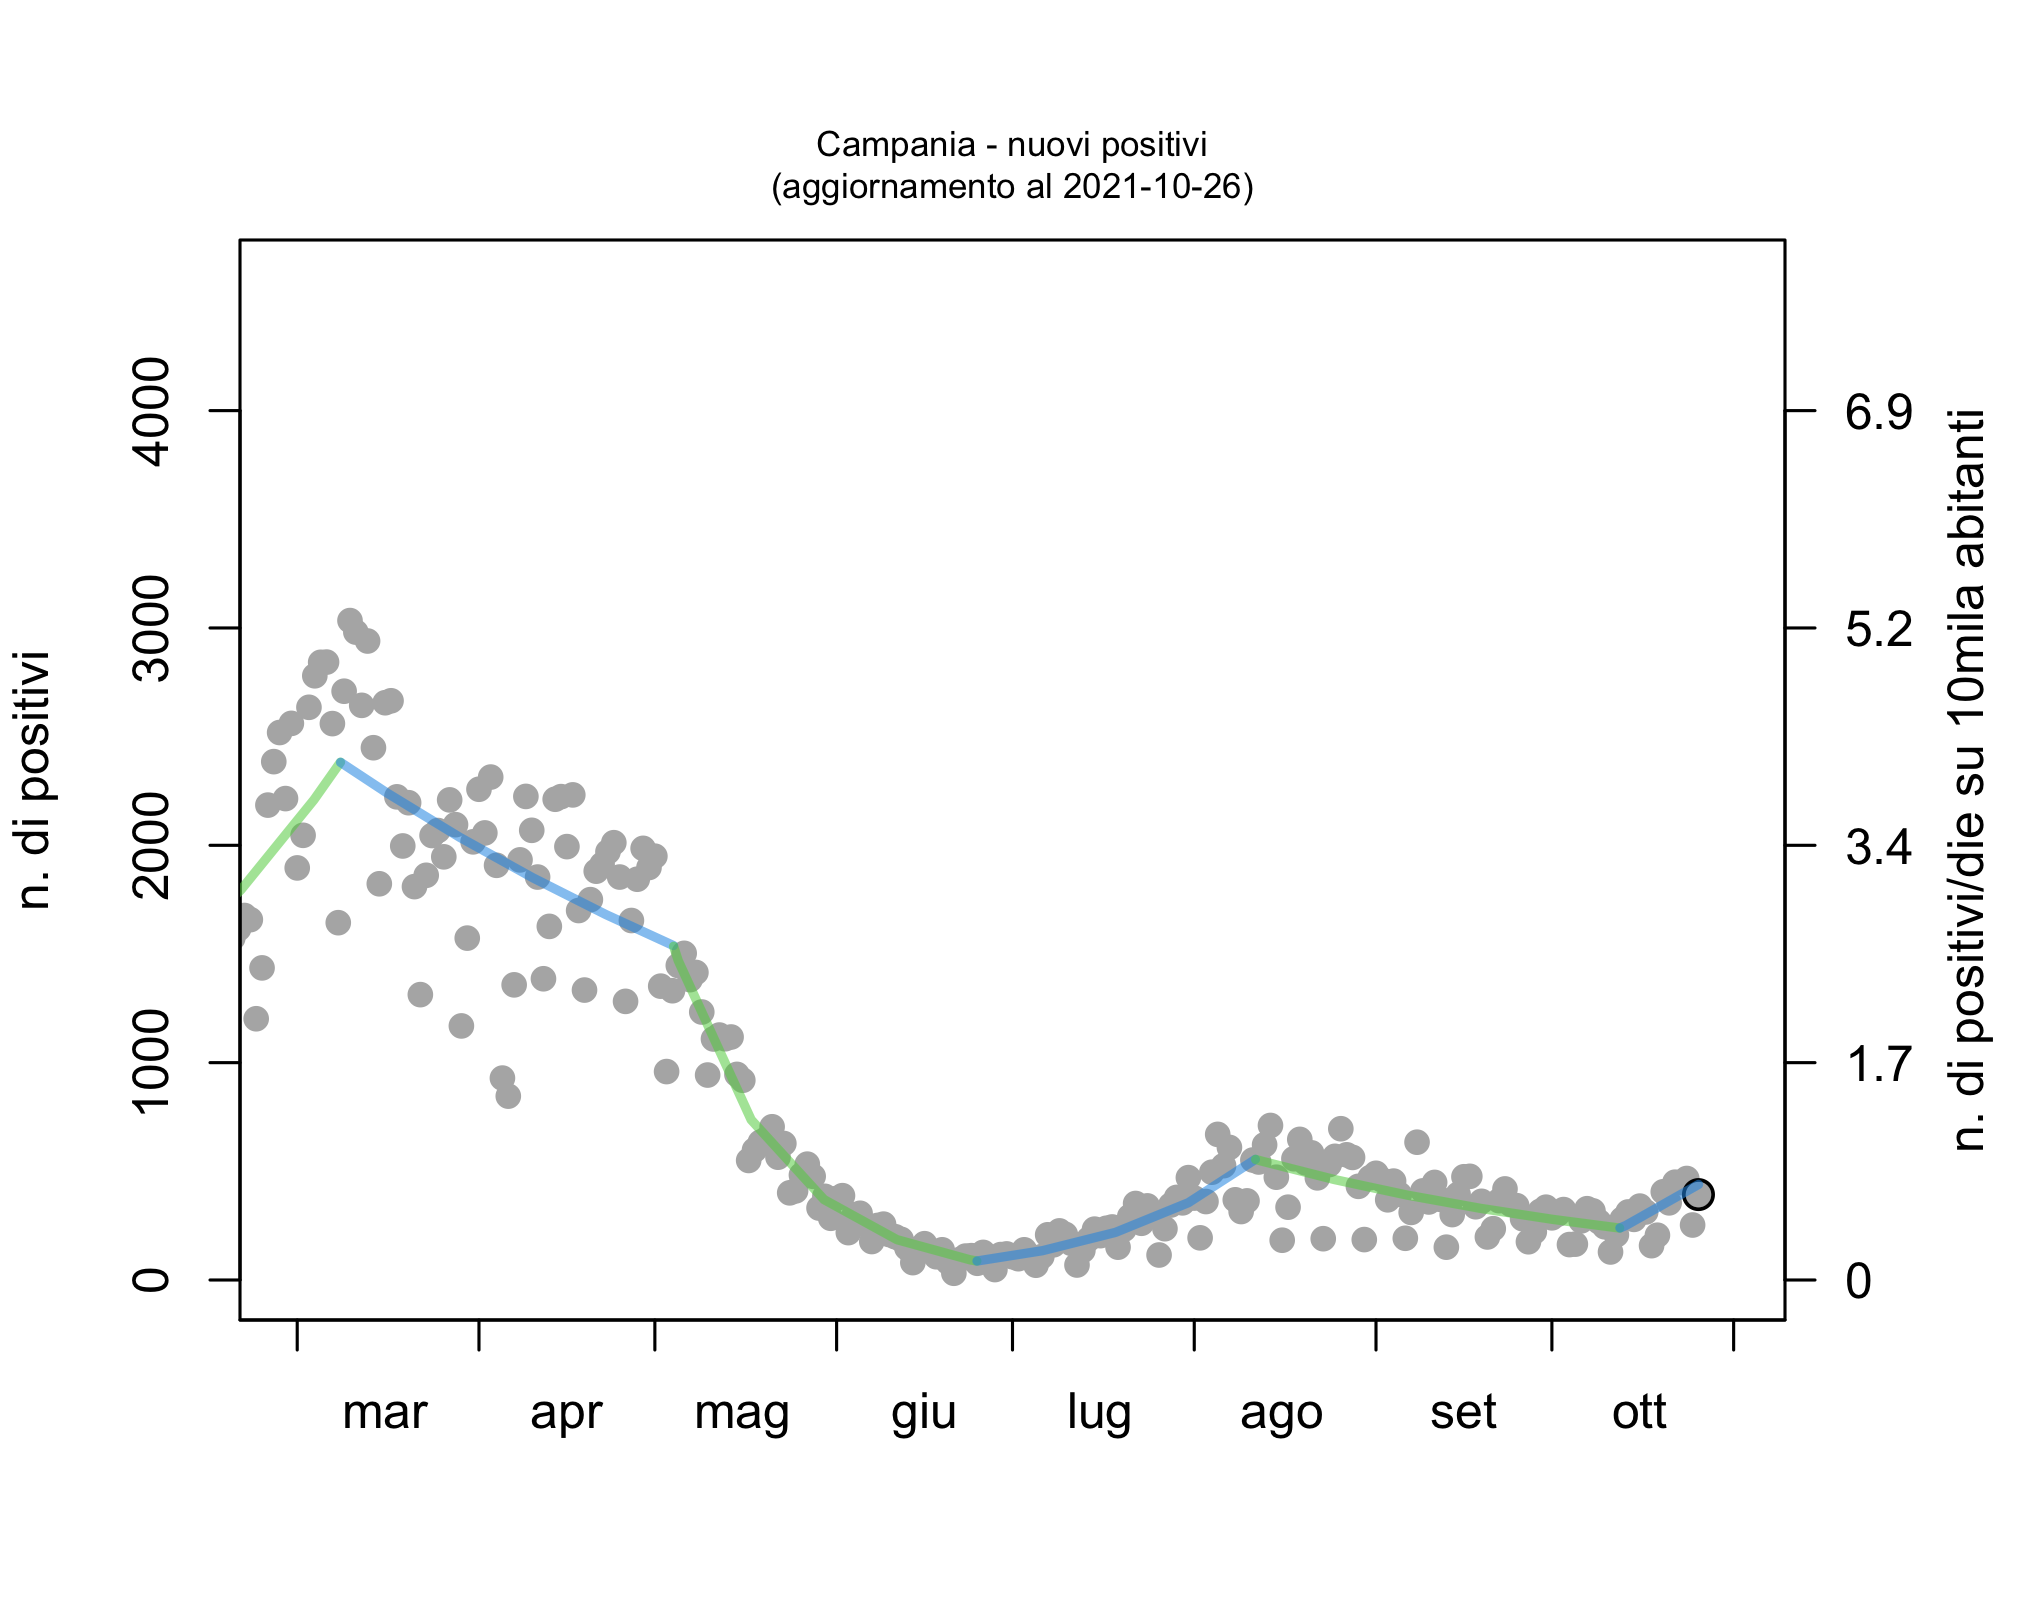 Campania - nuovi positivi
(aggiornamento al 2021-10-26)
n. di positivi
4000
3000
2000
1000
0
6.9
5.2
3.4
1.7
0
n. di positivi/die su 10mila abitanti
mar apr mag giu lug ago set ott